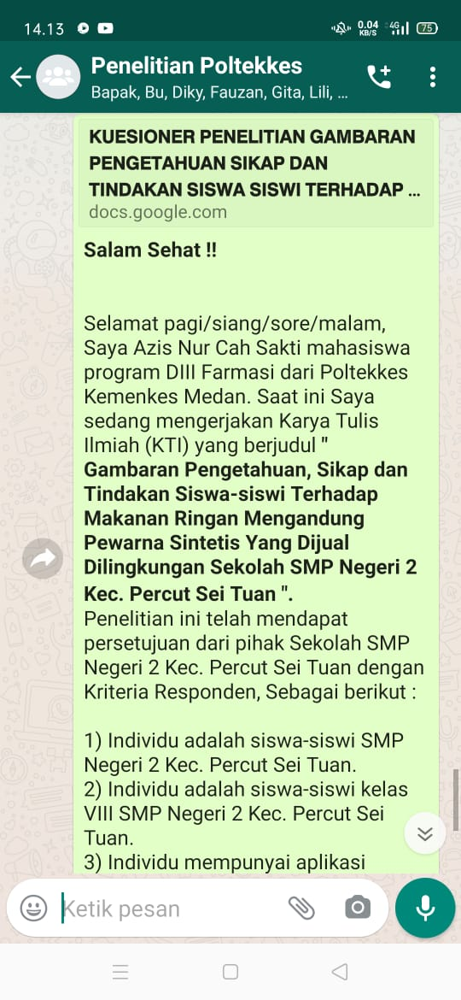 14.13
0.04
KB/S
4G
75
Penelitian Poltekkes
Bapak, Bu, Diky, Fauzan, Gita, Lili, ...
KUESIONER PENELITIAN GAMBARAN
PENGETAHUAN SIKAP DAN
TINDAKAN SISWA SISWI TERHADAP ...
docs.google.com
Salam Sehat !!
Selamat pagi/siang/sore/malam,
Saya Azis Nur Cah Sakti mahasiswa
program DIII Farmasi dari Poltekkes
Kemenkes Medan. Saat ini Saya
sedang mengerjakan Karya Tulis
Ilmiah (KTI) yang berjudul "
Gambaran Pengetahuan, Sikap dan
Tindakan Siswa-siswi Terhadap
Makanan Ringan Mengandung
Pewarna Sintetis Yang Dijual
Dilingkungan Sekolah SMP Negeri 2
Kec. Percut Sei Tuan ".
Penelitian ini telah mendapat
persetujuan dari pihak Sekolah SMP
Negeri 2 Kec. Percut Sei Tuan dengan
Kriteria Responden, Sebagai berikut :
1) Individu adalah siswa-siswi SMP
Negeri 2 Kec. Percut Sei Tuan.
2) Individu adalah siswa-siswi kelas
VIII SMP Negeri 2 Kec. Percut Sei
Tuan.
3) Individu mempunyai aplikasi
Ketik pesan